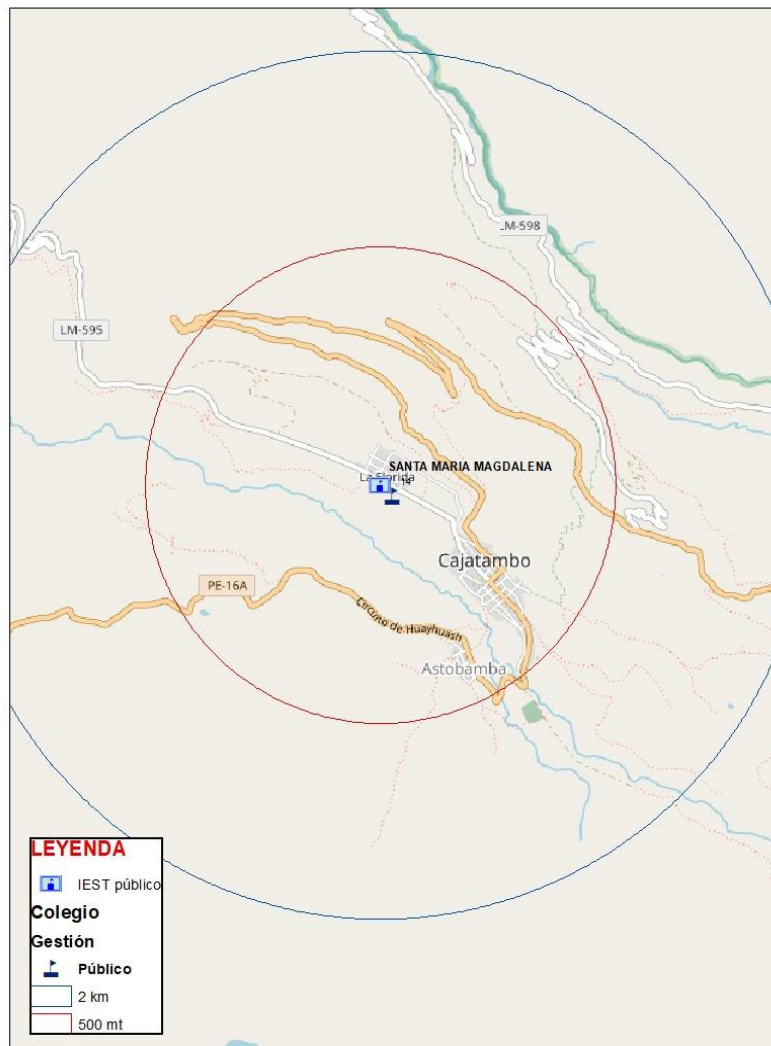 LM-598
LM-595
SANTA MARIA MAGDALENA
La Florida
14
Cajatambo
PE-16A
Circuito de Huayhuash
Astobamba
LEYENDA
IEST público
Colegio
Gestión
Público
2 km
500 mt